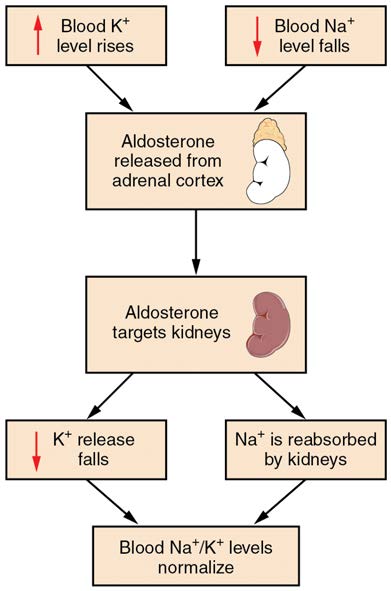 Blood K⁺
level rises
Blood Na⁺
level falls
Aldosterone
released from
adrenal cortex
Aldosterone
targets kidneys
K⁺ release
falls
Na⁺ is reabsorbed
by kidneys
Blood Na⁺/K⁺ levels
normalize